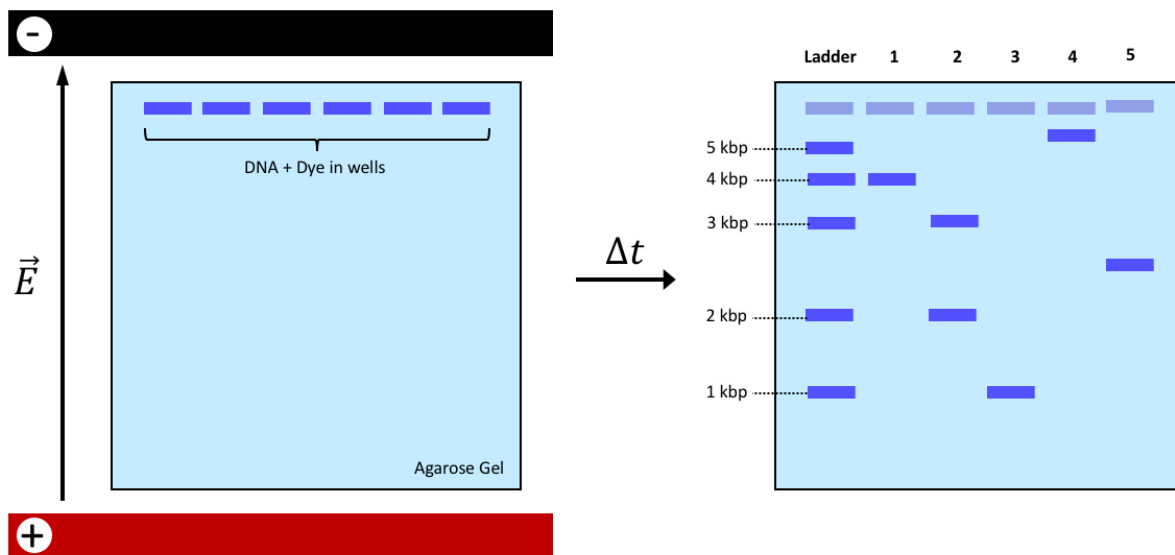 -
Ladder 1 2 3 4 5
DNA + Dye in wells
5 kbp
4 kbp
3 kbp
2 kbp
1 kbp
E⃗
Δt
Agarose Gel
+